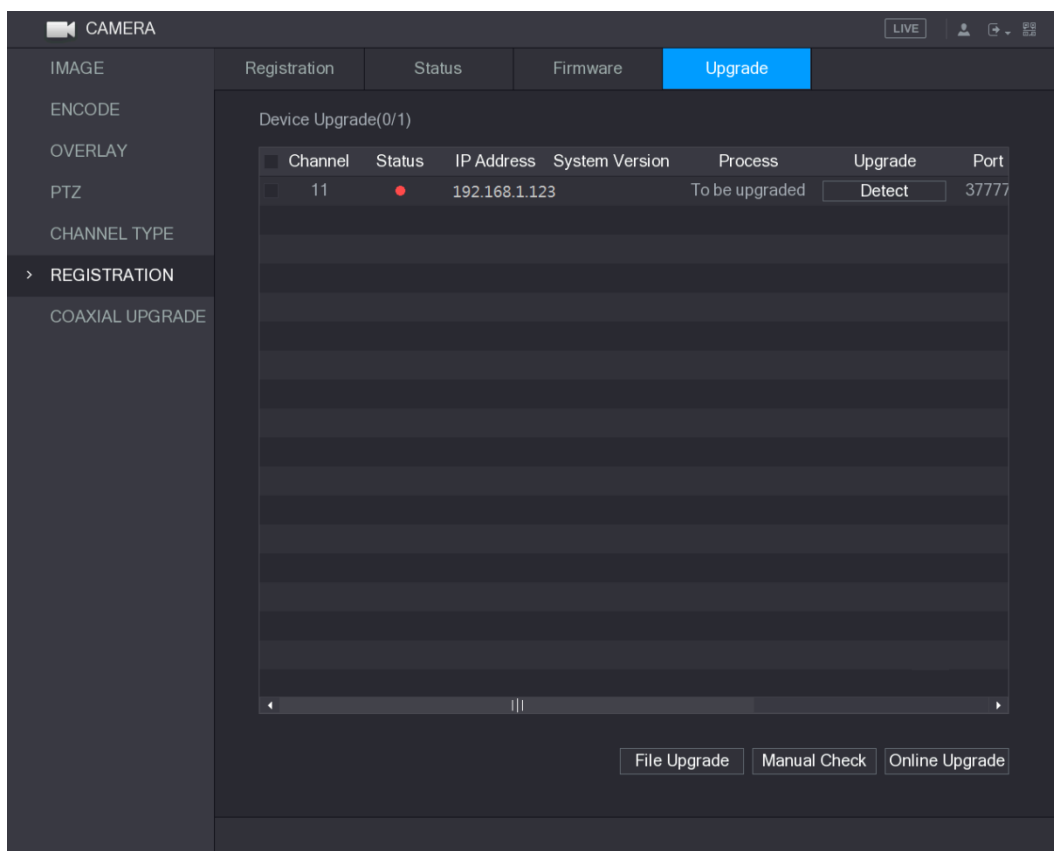 CAMERA LIVE
IMAGE
ENCODE
OVERLAY
PTZ
CHANNEL TYPE
REGISTRATION
COAXIAL UPGRADE
Registration Status Firmware Upgrade
Device Upgrade(0/1)
Channel Status IP Address System Version Process Upgrade Port
11 192.168.1.123 To be upgraded Detect 37777
File Upgrade Manual Check Online Upgrade